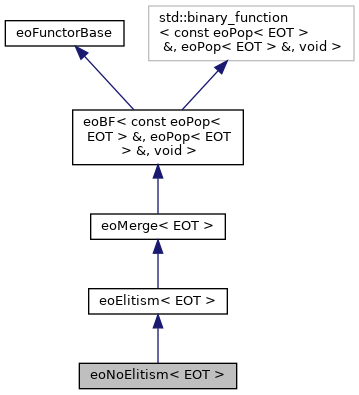 eoFunctorBase
std::binary_function
< const eoPop< EOT >
&, eoPop< EOT > &, void >
eoBF< const eoPop<
EOT > &, eoPop< EOT
> &, void >
eoMerge< EOT >
eoElitism< EOT >
eoNoElitism< EOT >